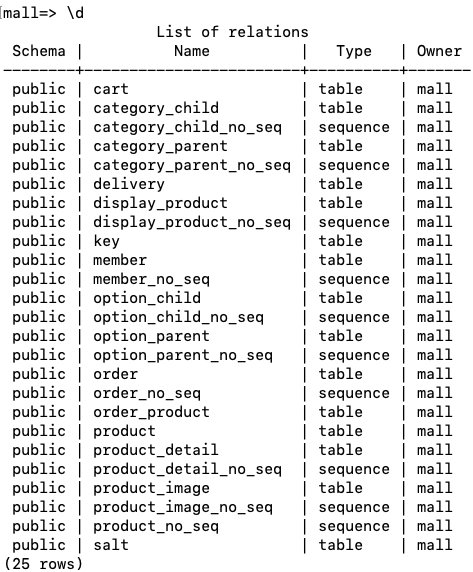 [mall=> \d
List of relations
Schema | Name | Type | Owner
--------+------------------------+----------+-------
public | cart | table | mall
public | category_child | table | mall
public | category_child_no_seq | sequence | mall
public | category_parent | table | mall
public | category_parent_no_seq | sequence | mall
public | delivery | table | mall
public | display_product | table | mall
public | display_product_no_seq | sequence | mall
public | key | table | mall
public | member | table | mall
public | member_no_seq | sequence | mall
public | option_child | table | mall
public | option_child_no_seq | sequence | mall
public | option_parent | table | mall
public | option_parent_no_seq | sequence | mall
public | order | table | mall
public | order_no_seq | sequence | mall
public | order_product | table | mall
public | product | table | mall
public | product_detail | table | mall
public | product_detail_no_seq | sequence | mall
public | product_image | table | mall
public | product_image_no_seq | sequence | mall
public | product_no_seq | sequence | mall
public | salt | table | mall
(25 rows)